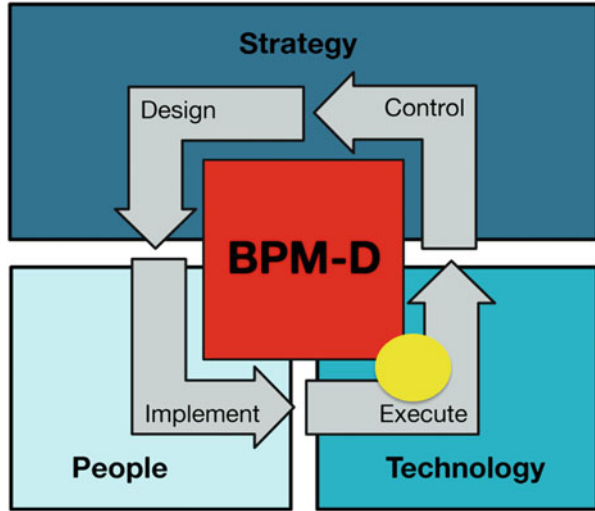 Strategy
Design
Control
BPM-D
Implement
Execute
People
Technology